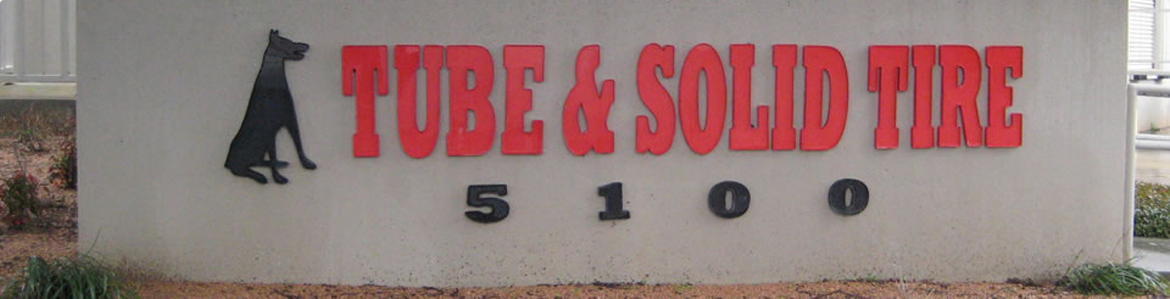 TUBE & SOLID TIRE
5100